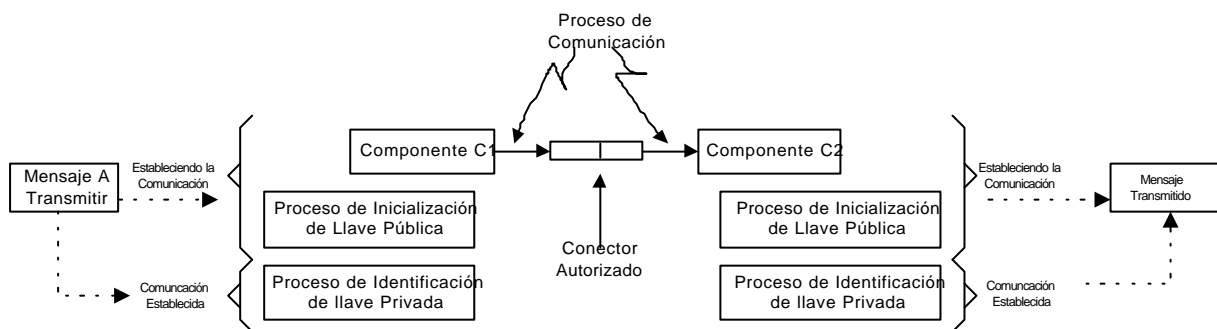 Proceso de
Comunicación
Componente C1
Componente C2
Mensaje A
Transmitir
Estableciendo la
Comunicación
Estableciendo la
Comunicación
Mensaje
Transmitido
Proceso de Inicialización
de Llave Pública
Proceso de Inicialización
de Llave Pública
Conector
Autorizado
Comuncación
Establecida
Proceso de Identificación
de llave Privada
Proceso de Identificación
de llave Privada
Comuncación
Establecida